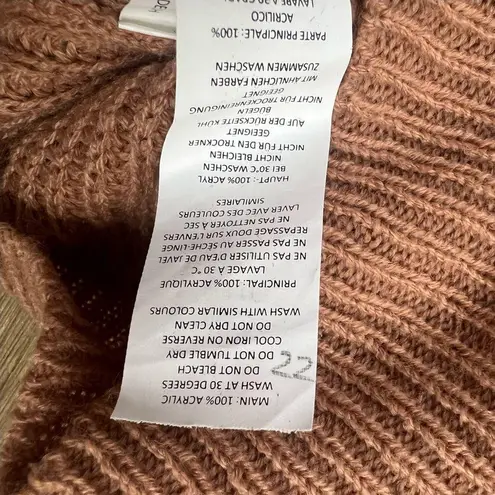 MAIN: 100% ACRYLIC
WASH AT 30 DEGREES
DO NOT BLEACH
DO NOT TUMBLE DRY
COOL IRON ON REVERSE
DO NOT DRY CLEAN
WASH WITH SIMILAR COLOURS
22
PRINCIPAL: 100% ACRYLIQUE
LAVAGE À 30 °C
NE PAS UTILISER D'EAU DE JAVEL
NE PAS PASSER AU SÈCHE-LINGE
REPASSAGE DOUX SUR L'ENVERS
NE PAS NETTOYER À SEC
LAVER AVEC DES COULEURS
SIMILAIRES
HAUPT-: 100% ACRYL
BEI 30°C WASCHEN
NICHT BLEICHEN
NICHT FÜR DEN TROCKNER
GEEIGNET
AUF DER RÜCKSEITE KÜHL
BÜGELN
NICHT FÜR TROCKENREINIGUNG
GEEIGNET
MIT ÄHNLICHEN FARBEN
ZUSAMMEN WASCHEN
PARTE PRINCIPALE: 100%
ACRILICO